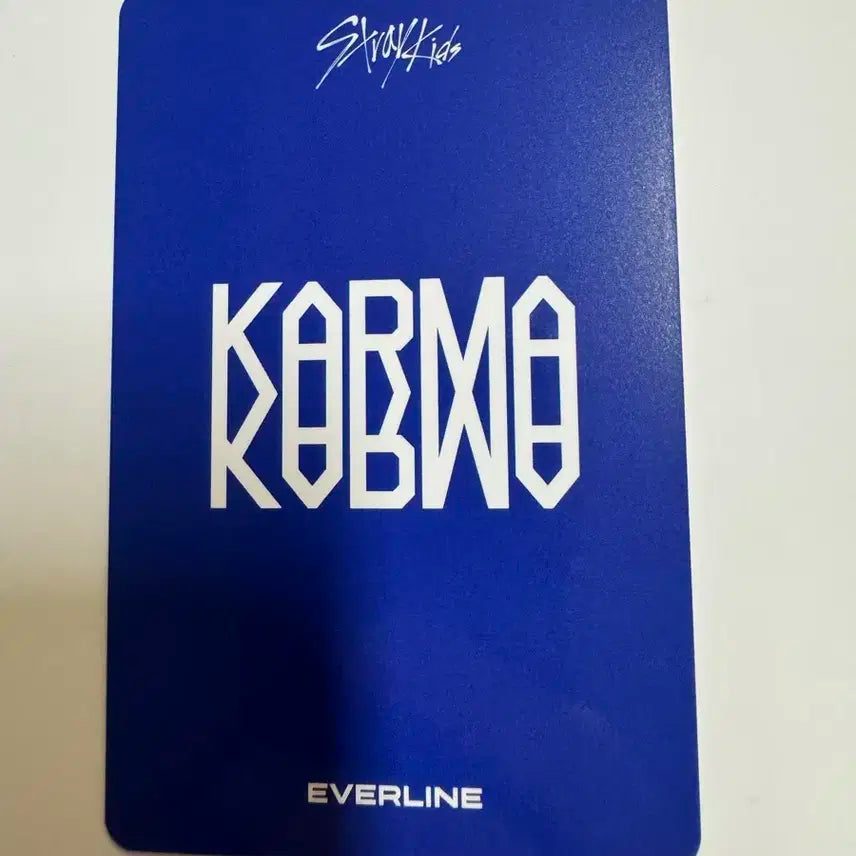 Stray Kids
KARMA
EVERLINE